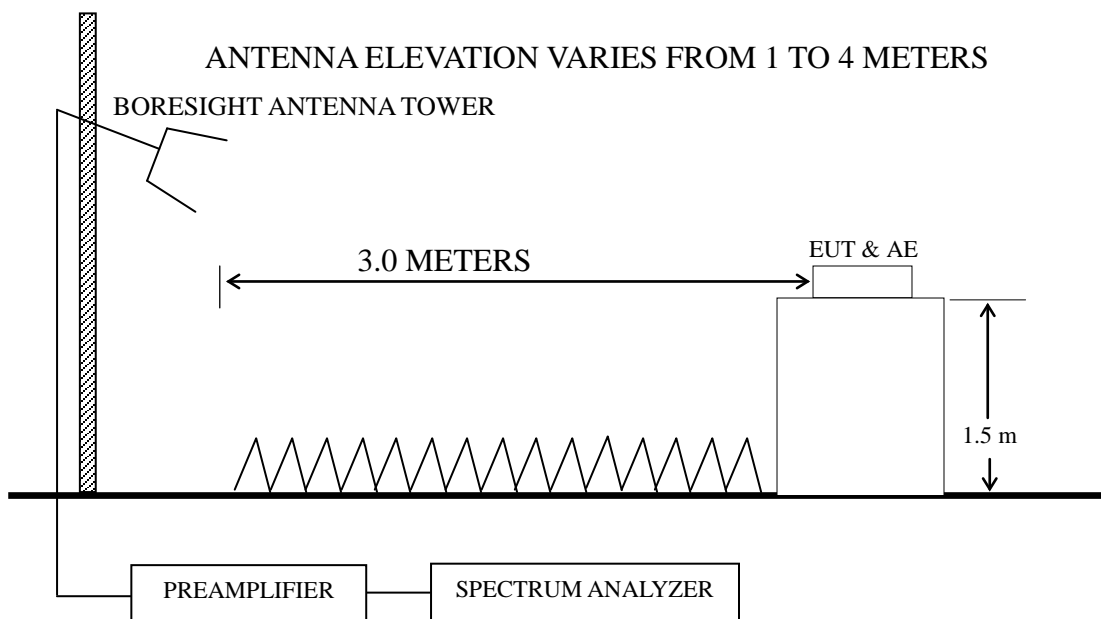 ANTENNA ELEVATION VARIES FROM 1 TO 4 METERS
BORESIGHT ANTENNA TOWER
EUT & AE
3.0 METERS
1.5 m
PREAMPLIFIER
SPECTRUM ANALYZER